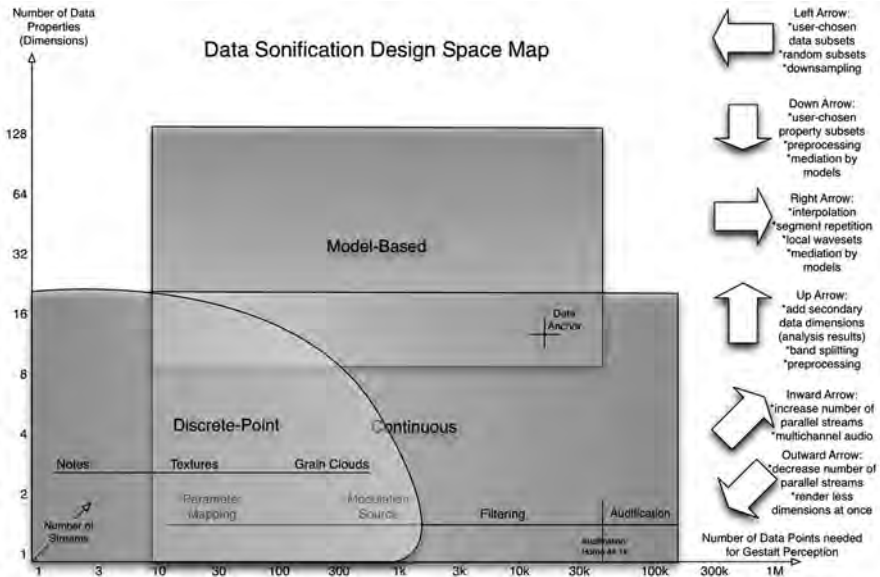 Number of Data
Properties
(Dimensions)
Data Sonification Design Space Map
128
64
32
16
8
4
2
1
Model-Based
Data
Anchor
Discrete-Point
Continuous
Notes
Textures
Grain Clouds
Parameter
Mapping
Modulation
Source
Filtering
Audification
Number of
Streams
Audification
1
3
10
30
100
300
1k
3k
10k
30k
100k
300k
1M
Number of Data Points needed
for Gestalt Perception
Left Arrow:
*user-chosen
data subsets
*random subsets
*downsampling
Down Arrow:
*user-chosen
property subsets
*preprocessing
*mediation by
models
Right Arrow:
*interpolation
*segment repetition
*local wavesets
*mediation by
models
Up Arrow:
*add secondary
data dimensions
(analysis results)
*band splitting
*preprocessing
Inward Arrow:
*increase number of
parallel streams
*multichannel audio
Outward Arrow:
*decrease number of
parallel streams
*render less
dimensions at once